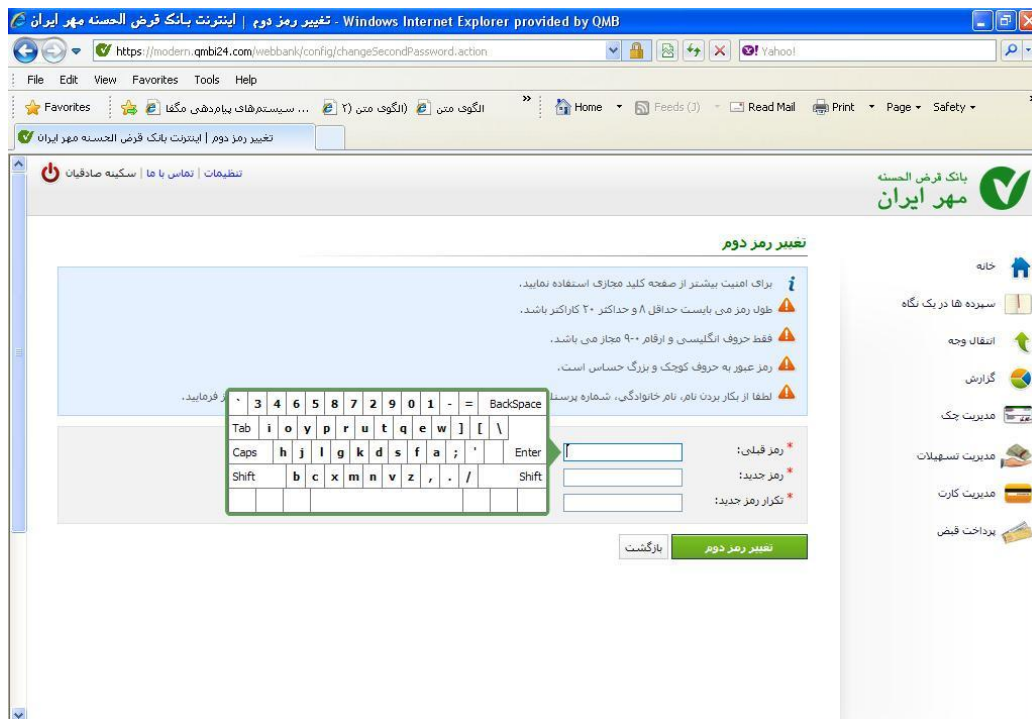 تغییر رمز دوم | اینترنت بانک قرض الحسنه مهر ایران - Windows Internet Explorer provided by QMB
https://modern.qmbi24.com/webbank/config/changeSecondPassword.action
Yahoo!
File Edit View Favorites Tools Help
Favorites
سیستم‌های پیام‌دهی مگفا ...
الگوی متن (۲)
الگوی متن (
Home Feeds (J) Read Mail Print Page Safety
تغییر رمز دوم | اینترنت بانک قرض الحسنه مهر ایران
تنظیمات | تماس با ما | سکینه صادقیان
بانک قرض الحسنه
مهر ایران
خانه
سپرده ها در یک نگاه
انتقال وجه
گزارش
مدیریت چک
مدیریت تسهیلات
مدیریت کارت
پرداخت قبض
تغییر رمز دوم
برای امنیت بیشتر از صفحه کلید مجازی استفاده نمایید.
طول رمز می بایست حداقل ۸ و حداکثر ۲۰ کاراکتر باشد.
فقط حروف انگلیسی و ارقام ۰-۹ مجاز می باشد.
رمز عبور به حروف کوچک و بزرگ حساس است.
لطفا از بکار بردن نام، نام خانوادگی، شماره فرمایید.
` 3 4 6 5 8 7 2 9 0 1 - = BackSpace
Tab i o y p r u t q e w ] [ \
Caps h j l g k d s f a ; ' Enter
Shift b c x m n v z , . / Shift
* رمز قبلی:
* رمز جدید:
* تکرار رمز جدید:
تغییر رمز دوم
بازگشت